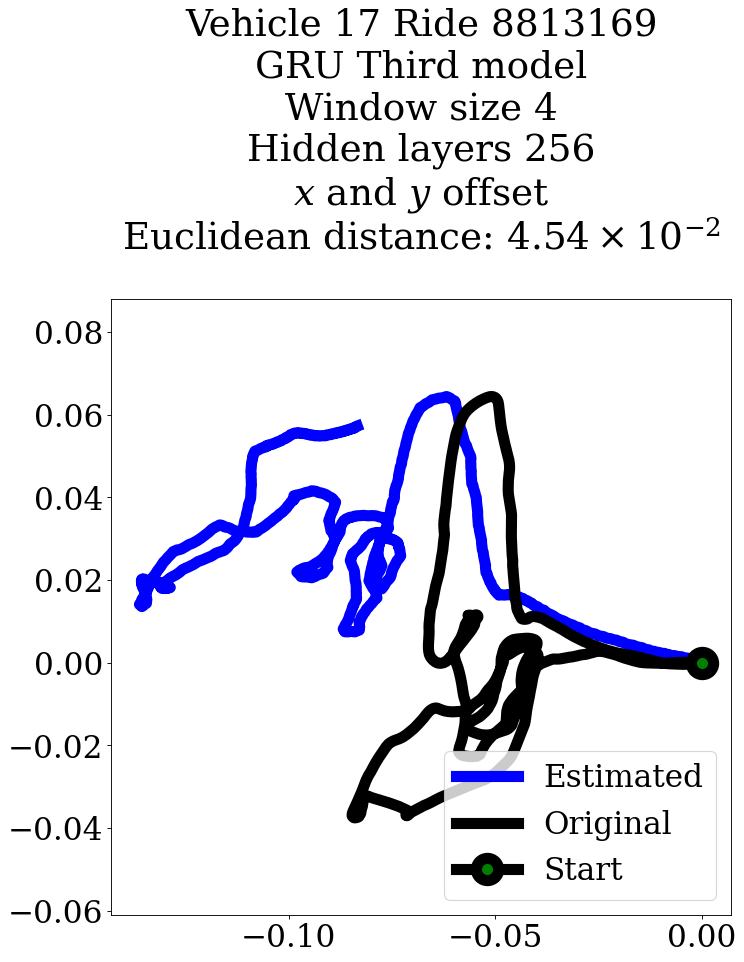 Vehicle 17 Ride 8813169
GRU Third model
Window size 4
Hidden layers 256
x and y offset
Euclidean distance: 4.54 × 10⁻²
0.08
0.06
0.04
0.02
0.00
−0.02
−0.04
−0.06
Estimated
Original
Start
−0.10 −0.05 0.00